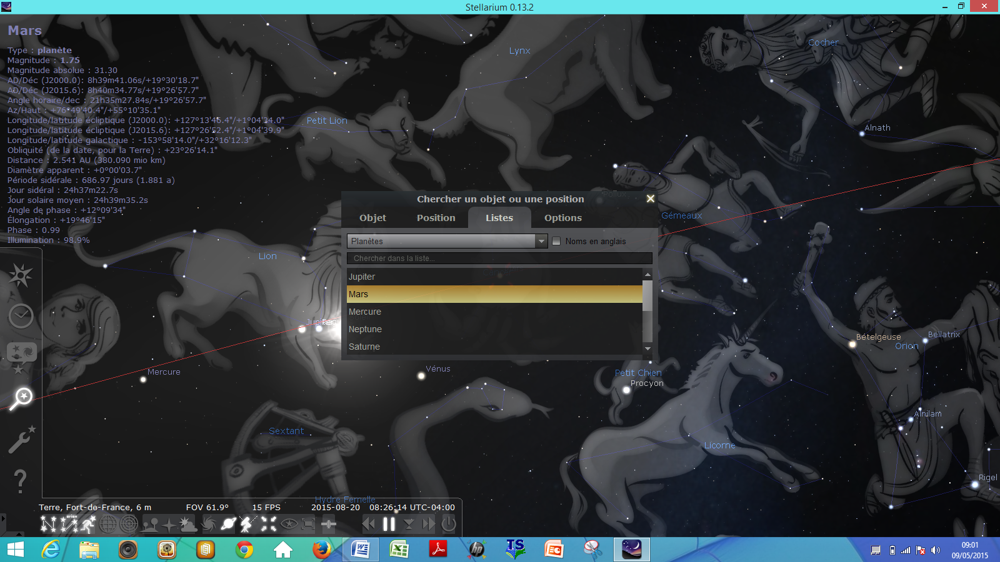 Stellarium 0.13.2
Mars
Type : planète
Magnitude : 1.75
Magnitude absolue : 31.30
AD/Déc (J2000.0): 8h39m41.06s/+19°30'18.7"
AD/Déc (J2015.6): 8h40m34.77s/+19°26'57.7"
Angle horaire/dec : 21h35m27.84s/+19°26'57.7"
Az/Haut : +76°49'40.4"/+55°10'35.1"
Longitude/latitude écliptique (J2000.0): +127°13'45.4"/+1°04'34.0"
Longitude/latitude écliptique (J2015.6): +127°26'52.4"/+1°04'39.9"
Longitude/latitude galactique : -153°58'14.0"/+32°16'12.3"
Obliquité (de la date, pour la Terre) : +23°26'14.1"
Distance : 2.541 AU (380.090 mio km)
Diamètre apparent : +0°00'03.7"
Période sidérale : 686.97 jours (1.881 a)
Jour sidéral : 24h37m22.7s
Jour solaire moyen : 24h39m35.2s
Angle de phase : +12°09'34"
Élongation : +19°46'15"
Phase : 0.99
Illumination : 98.9%
Lynx
Cocher
Petit Lion
Alnath
Pollux
Gémeaux
Lion
Chercher un objet ou une position
Objet Position Listes Options
Planètes
Noms en anglais
Chercher dans la liste...
Jupiter
Mars
Mercure
Neptune
Saturne
Jupiter
Mercure
Vénus
Petit Chien
Procyon
Bételgeuse
Bellatrix
Orion
Alnilam
Sextant
Licorne
Rigel
Hydre Femelle
Terre, Fort-de-France, 6 m FOV 61.9° 15 FPS 2015-08-20 08:26:14 UTC-04:00
orion
09:01
09/05/2015